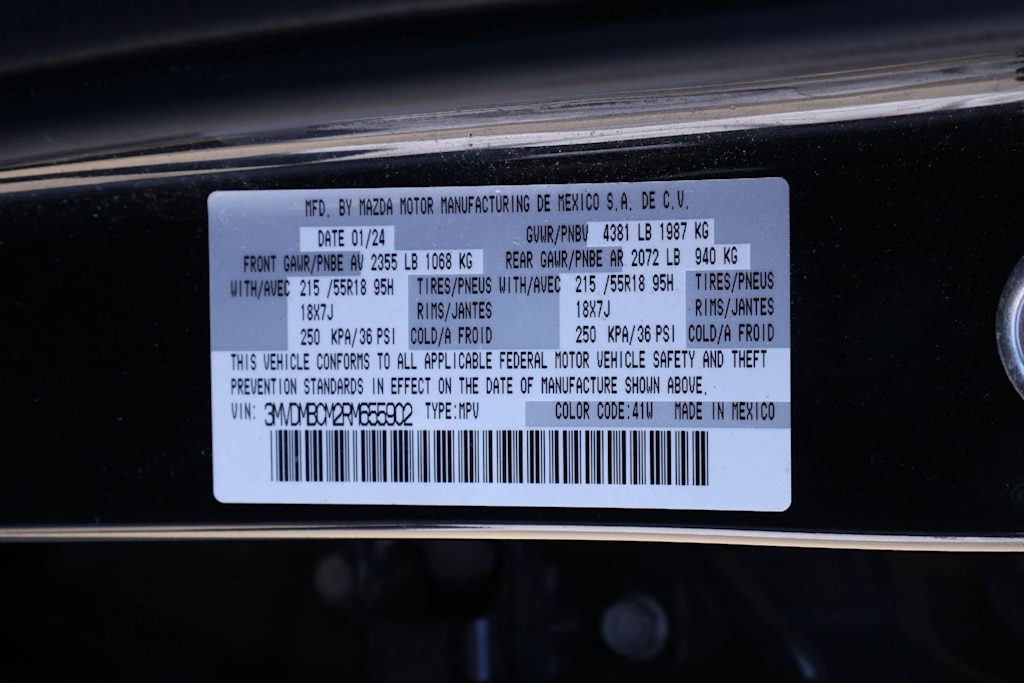 MFD. BY MAZDA MOTOR MANUFACTURING DE MEXICO S.A. DE C.V.
DATE 01/24 GVWR/PNBV 4381 LB 1987 KG
FRONT GAWR/PNBE AV 2355 LB 1068 KG REAR GAWR/PNBE AR 2072 LB 940 KG
WITH/AVEC 215 /55R18 95H TIRES/PNEUS WITH/AVEC 215 /55R18 95H TIRES/PNEUS
18X7J RIMS/JANTES 18X7J RIMS/JANTES
250 KPA/36 PSI COLD/A FROID 250 KPA/36 PSI COLD/A FROID
THIS VEHICLE CONFORMS TO ALL APPLICABLE FEDERAL MOTOR VEHICLE SAFETY AND THEFT
PREVENTION STANDARDS IN EFFECT ON THE DATE OF MANUFACTURE SHOWN ABOVE.
VIN: 3MVDMBCM2RM655902 TYPE:MPV COLOR CODE:41W MADE IN MEXICO